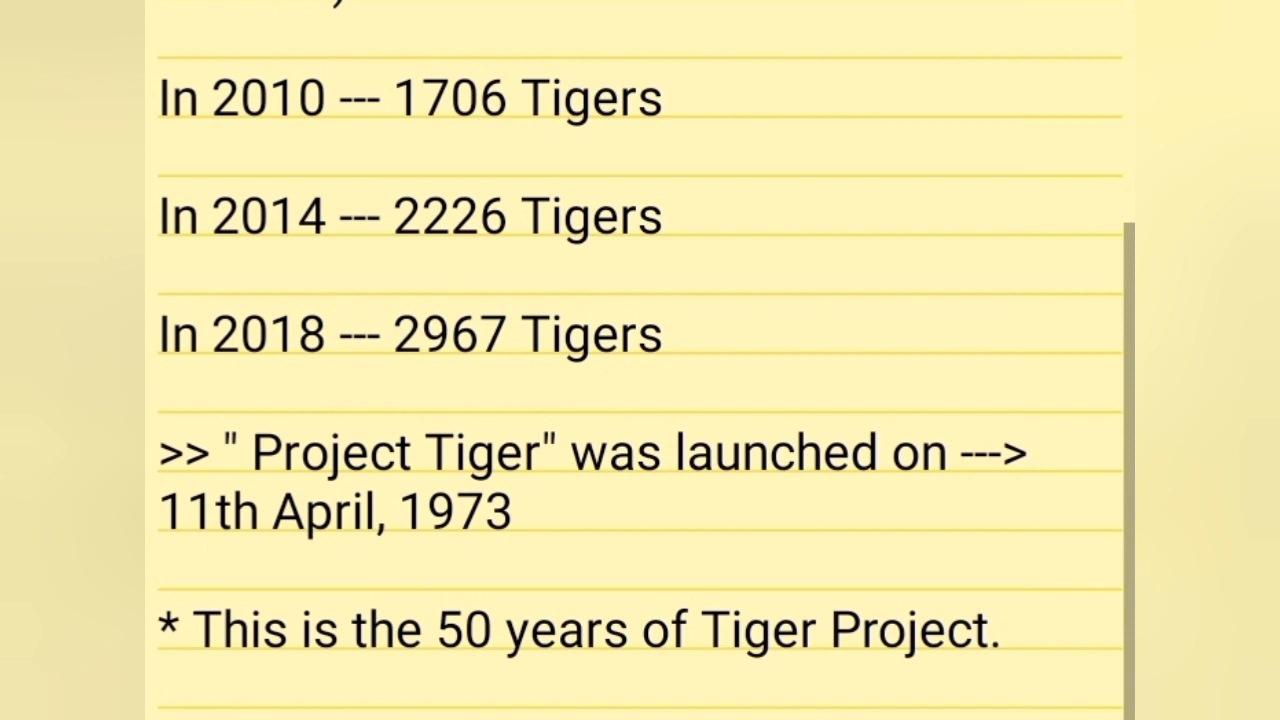 In 2010 --- 1706 Tigers
In 2014 --- 2226 Tigers
In 2018 --- 2967 Tigers
>> " Project Tiger" was launched on --->
11th April, 1973
* This is the 50 years of Tiger Project.